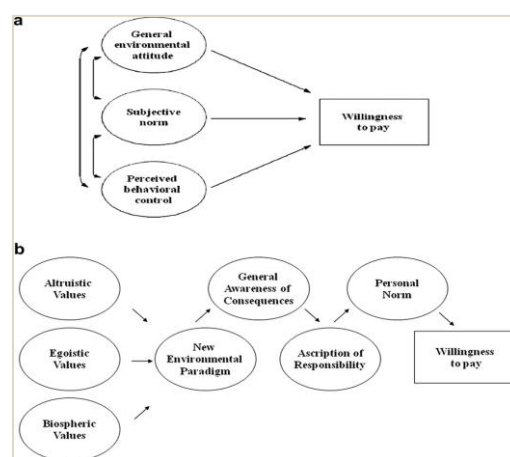 a
General
environmental
attitude
Subjective
norm
Perceived
behavioral
control
Willingness
to pay
b
Altruistic
Values
Egoistic
Values
Biospheric
Values
New
Environmental
Paradigm
General
Awareness of
Consequences
Ascription of
Responsibility
Personal
Norm
Willingness
to pay